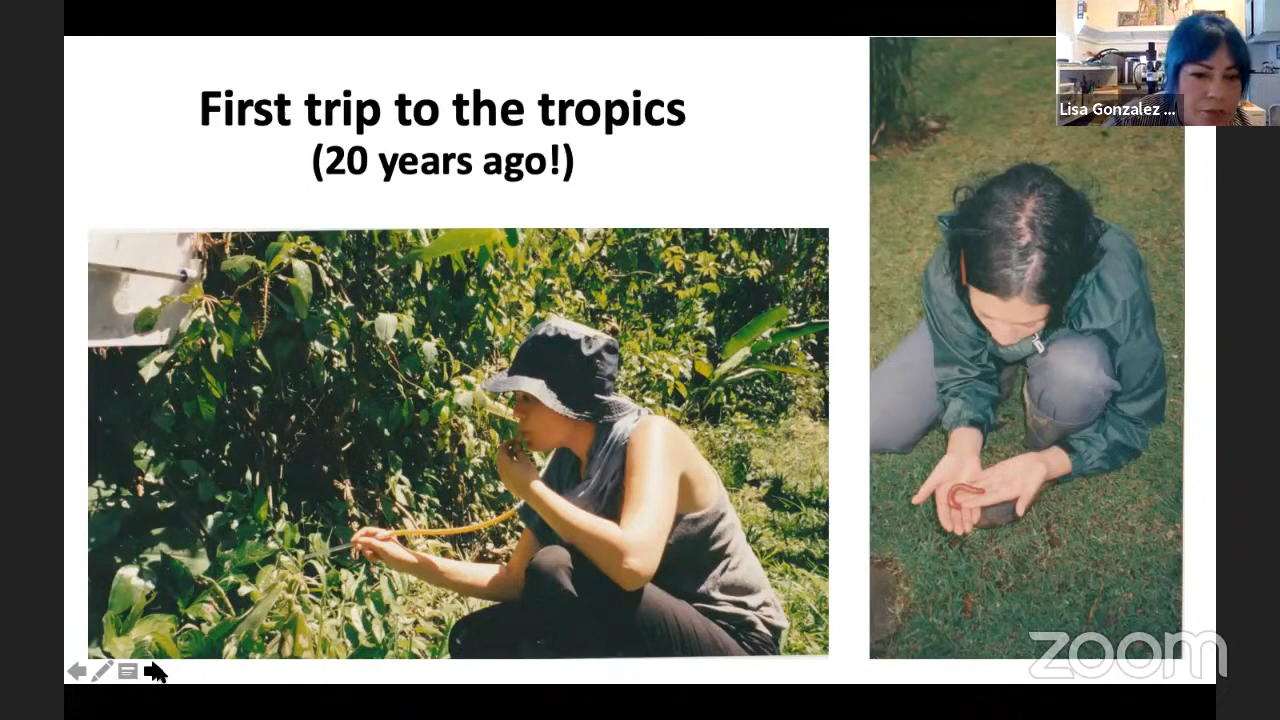 First trip to the tropics
(20 years ago!)
Lisa Gonzalez ...
zoom